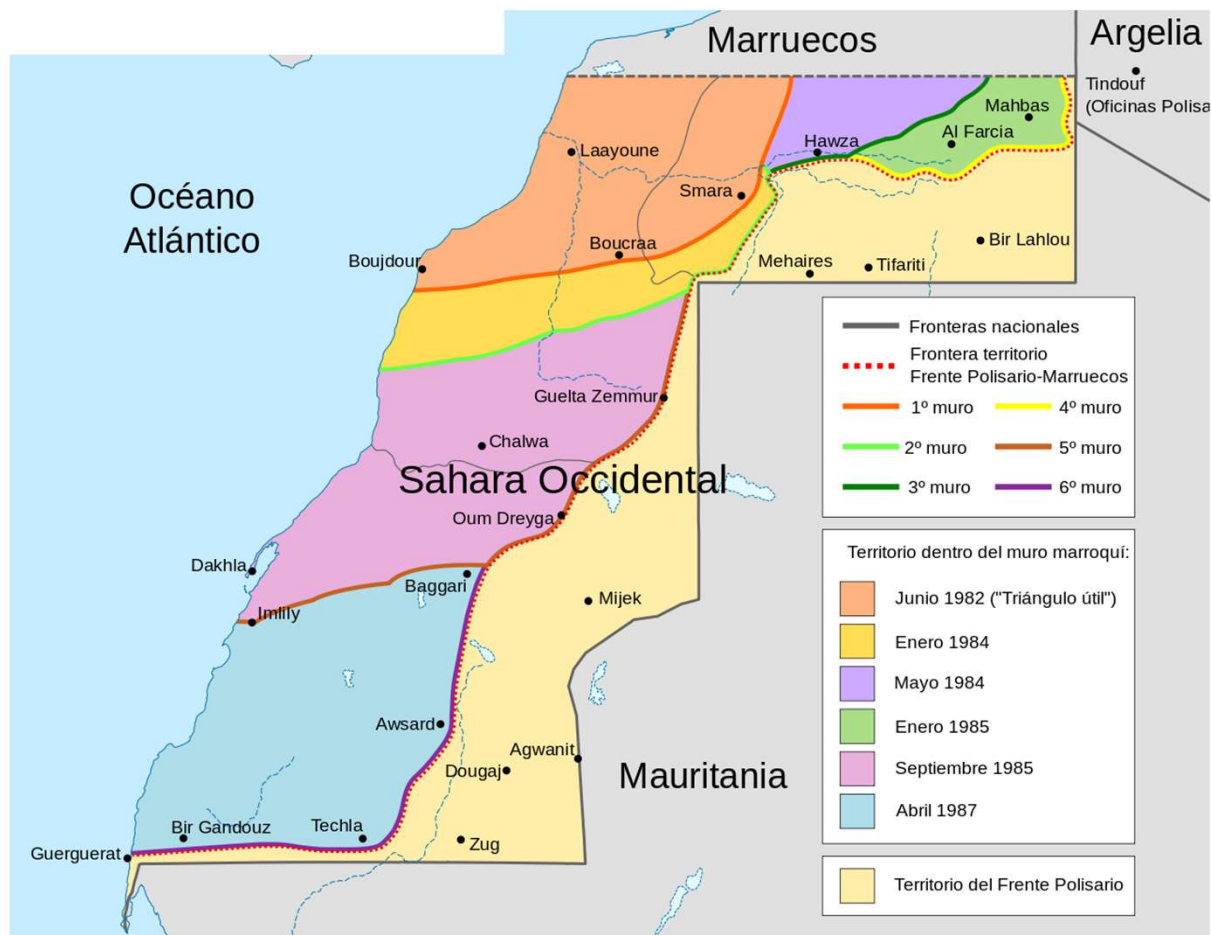 Marruecos
Argelia
Tindouf
(Oficinas Polisa
Mahbas
Al Farcia
Hawza
Laayoune
Smara
Océano
Atlántico
Boucraa
Boujdour
Bir Lahlou
Mehaires
Tifariti
Guelta Zemmur
Chalwa
Sahara Occidental
Oum Dreyga
Dakhla
Baggari
Imlily
Mijek
Awsard
Agwanit
Dougaj
Mauritania
Bir Gandouz
Techla
Zug
Guerguerat
Fronteras nacionales
Frontera territorio
Frente Polisario-Marruecos
1º muro
4º muro
2º muro
5º muro
3º muro
6º muro
Territorio dentro del muro marroquí:
Junio 1982 ("Triángulo útil")
Enero 1984
Mayo 1984
Enero 1985
Septiembre 1985
Abril 1987
Territorio del Frente Polisario